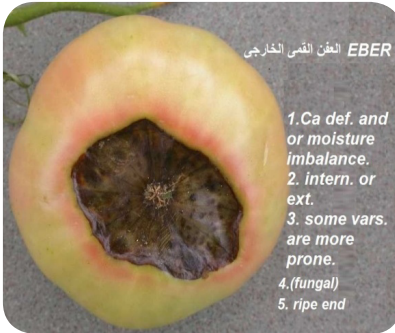 العفن القمى الخارجى EBER
1.Ca def. and
or moisture
imbalance.
2. intern. or
ext.
3. some vars.
are more
prone.
4.(fungal)
5. ripe end